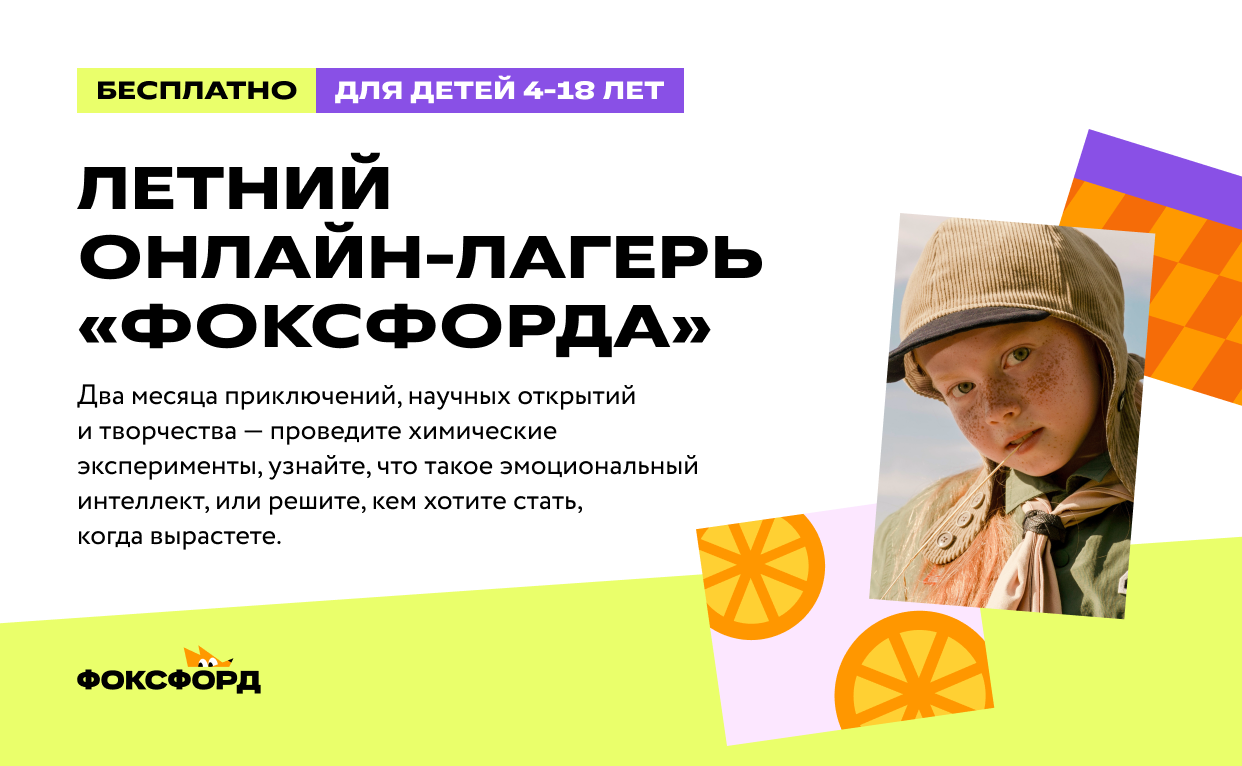 БЕСПЛАТНО ДЛЯ ДЕТЕЙ 4–18 ЛЕТ
ЛЕТНИЙ
ОНЛАЙН-ЛАГЕРЬ
«ФОКСФОРДА»
Два месяца приключений, научных открытий
и творчества — проведите химические
эксперименты, узнайте, что такое эмоциональный
интеллект, или решите, кем хотите стать,
когда вырастете.
ФОКСФОРД